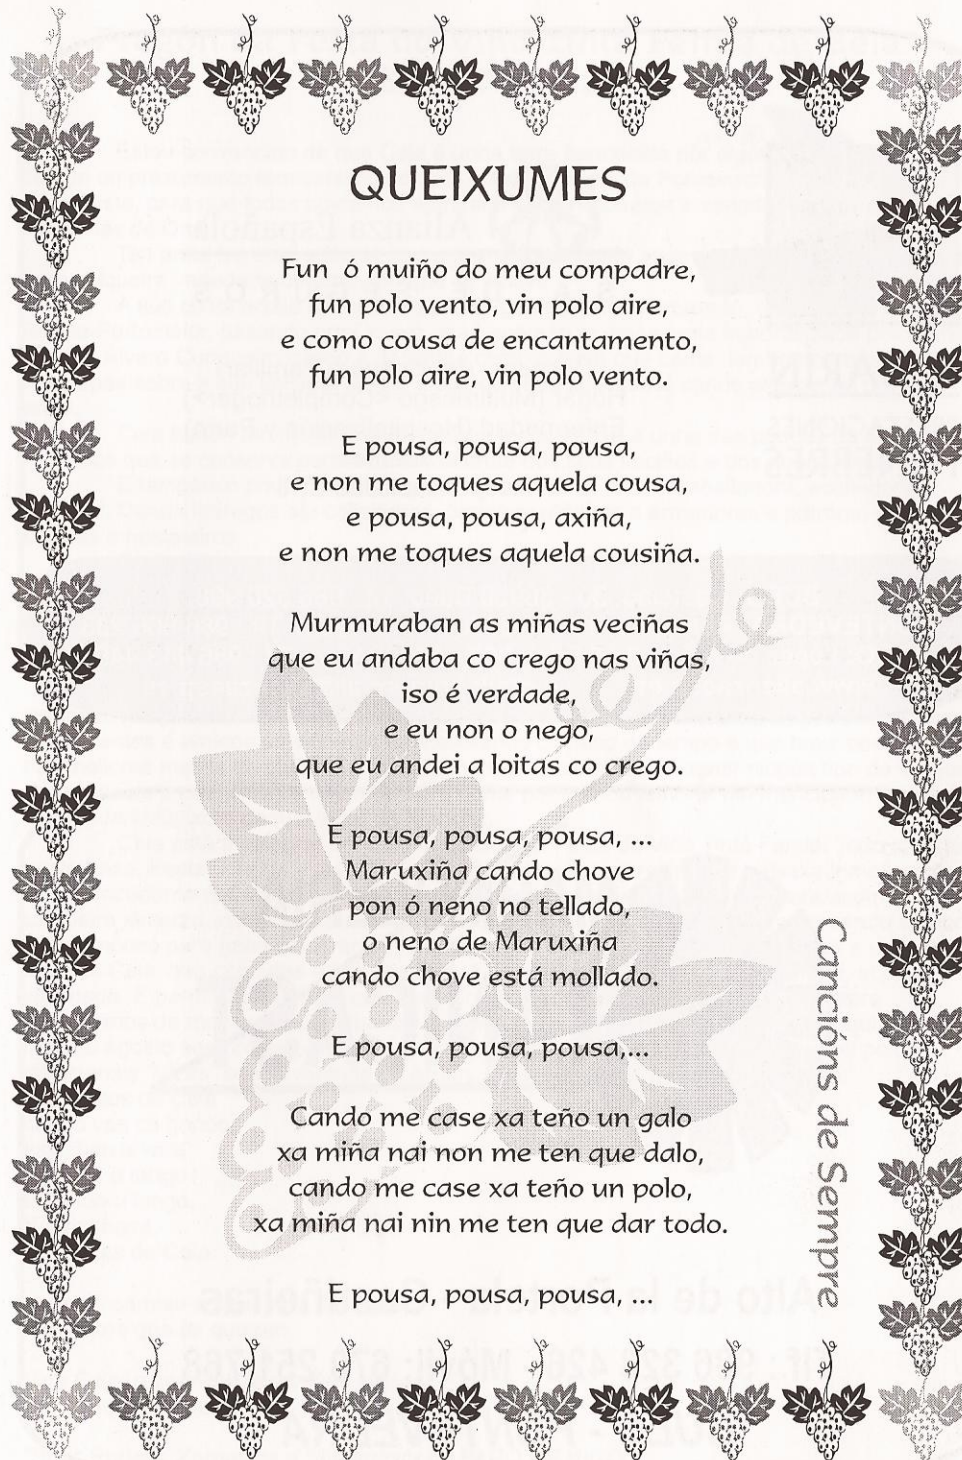 QUEIXUMES
Fun ó muiño do meu compadre,
fun polo vento, vin polo aire,
e como cousa de encantamento,
fun polo aire, vin polo vento.
E pousa, pousa, pousa,
e non me toques aquela cousa,
e pousa, pousa, axiña,
e non me toques aquela cousiña.
Murmuraban as miñas veciñas
que eu andaba co crego nas viñas,
iso é verdade,
e eu non o nego,
que eu andei a loitas co crego.
E pousa, pousa, pousa, ...
Maruxiña cando chove
pon ó neno no tellado,
o neno de Maruxiña
cando chove está mollado.
E pousa, pousa, pousa,...
Cando me case xa teño un galo
xa miña nai non me ten que dalo,
cando me case xa teño un polo,
xa miña nai nin me ten que dar todo.
E pousa, pousa, pousa, ...
Cancións de Sempre